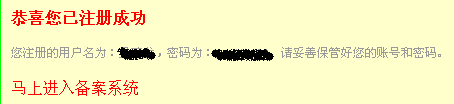 恭喜您已注册成功
您注册的用户名为：，密码为： 请妥善保管好您的账号和密码。
马上进入备案系统